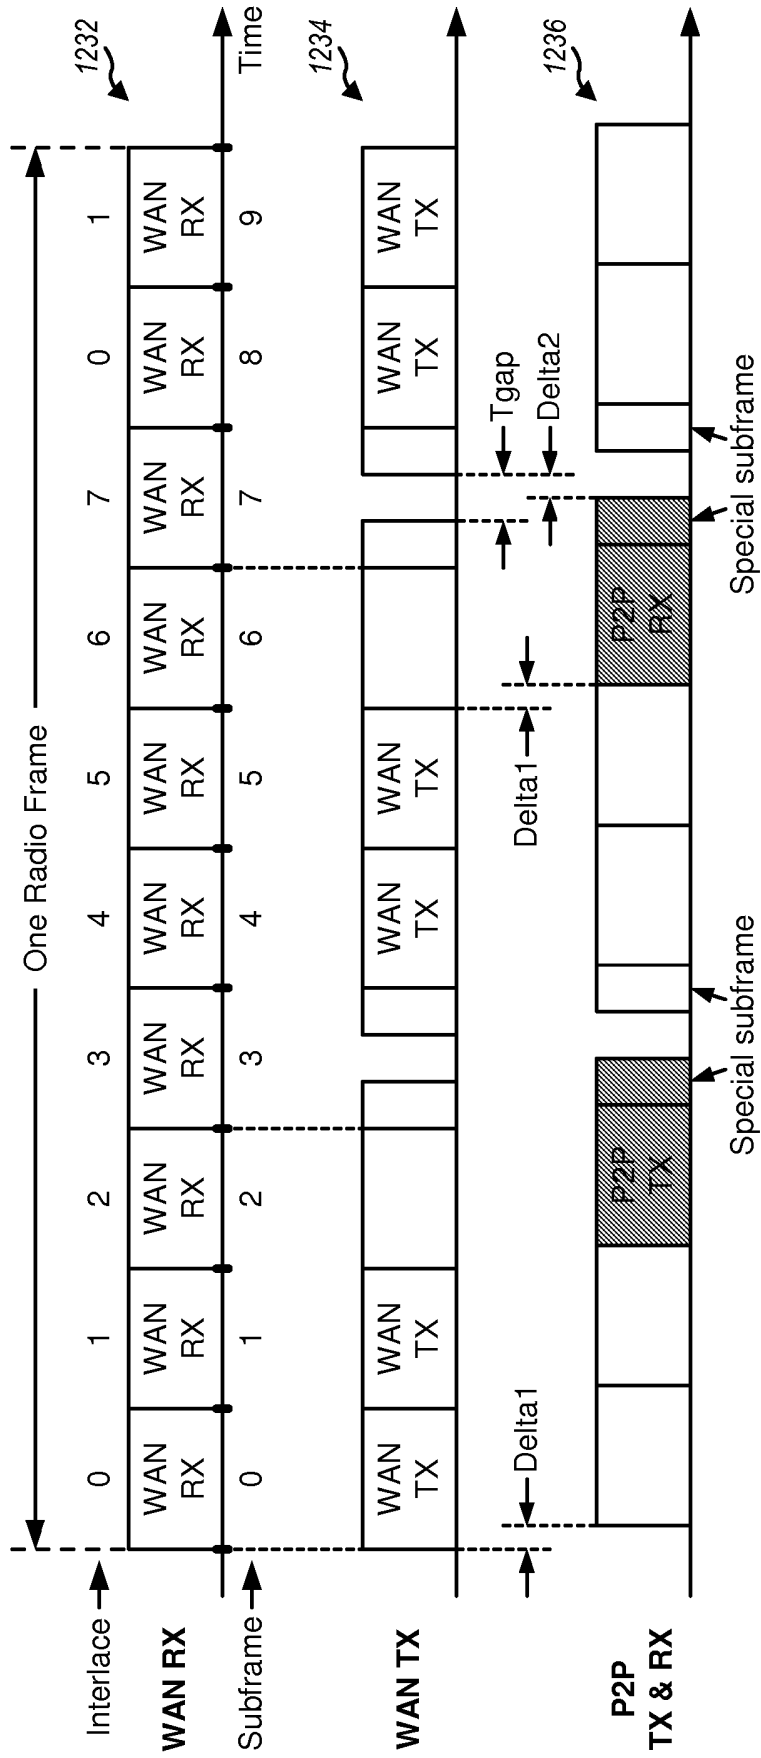 One Radio Frame
1232
Interlace
0 1 2 3 4 5 6 7 0 1
WAN RX
WAN RX WAN RX WAN RX WAN RX WAN RX WAN RX WAN RX WAN RX WAN RX WAN RX
Time
Subframe
0 1 2 3 4 5 6 7 8 9
1234
WAN TX
WAN TX WAN TX WAN TX WAN TX WAN TX WAN TX
Tgap
Delta1 Delta1 Delta2
1236
P2P
TX & RX
P2P TX P2P RX
Special subframe Special subframe Special subframe Special subframe